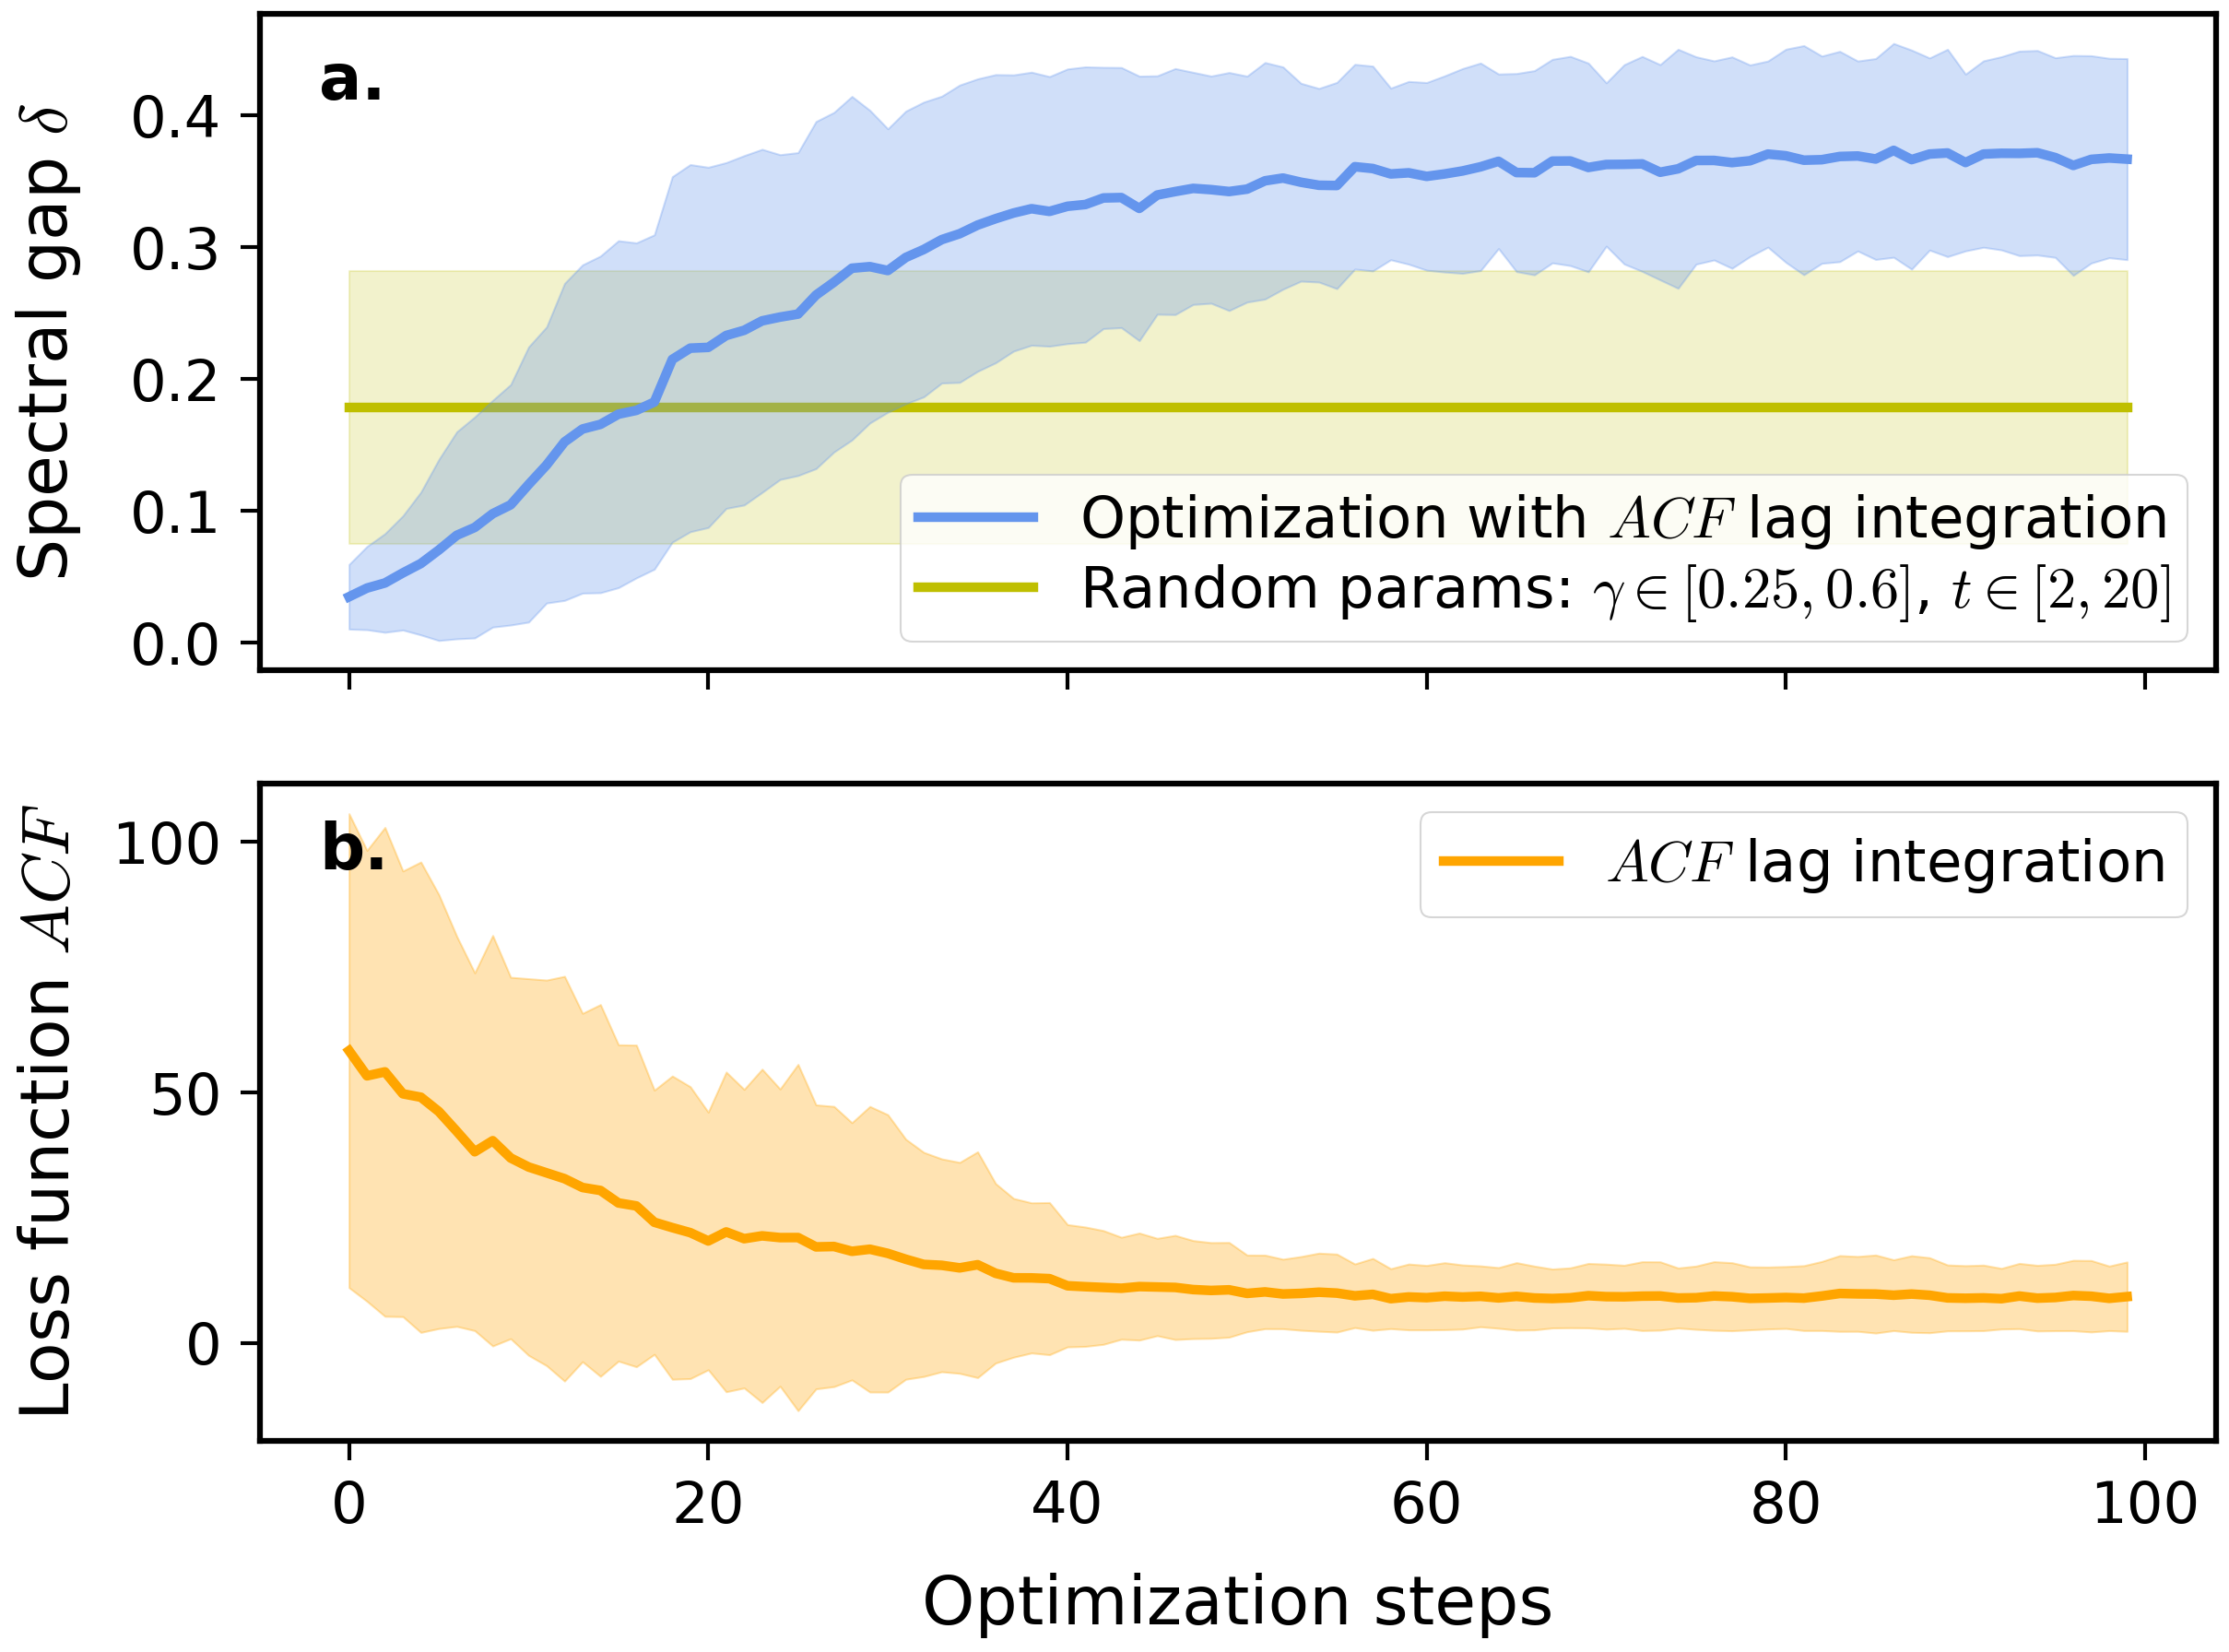 a.
Spectral gap δ
0.4
0.3
0.2
0.1
0.0
Optimization with ACF lag integration
Random params: γ ∈ [0.25, 0.6], t ∈ [2, 20]
b.
Loss function ACF
100
50
0
ACF lag integration
0 20 40 60 80 100
Optimization steps